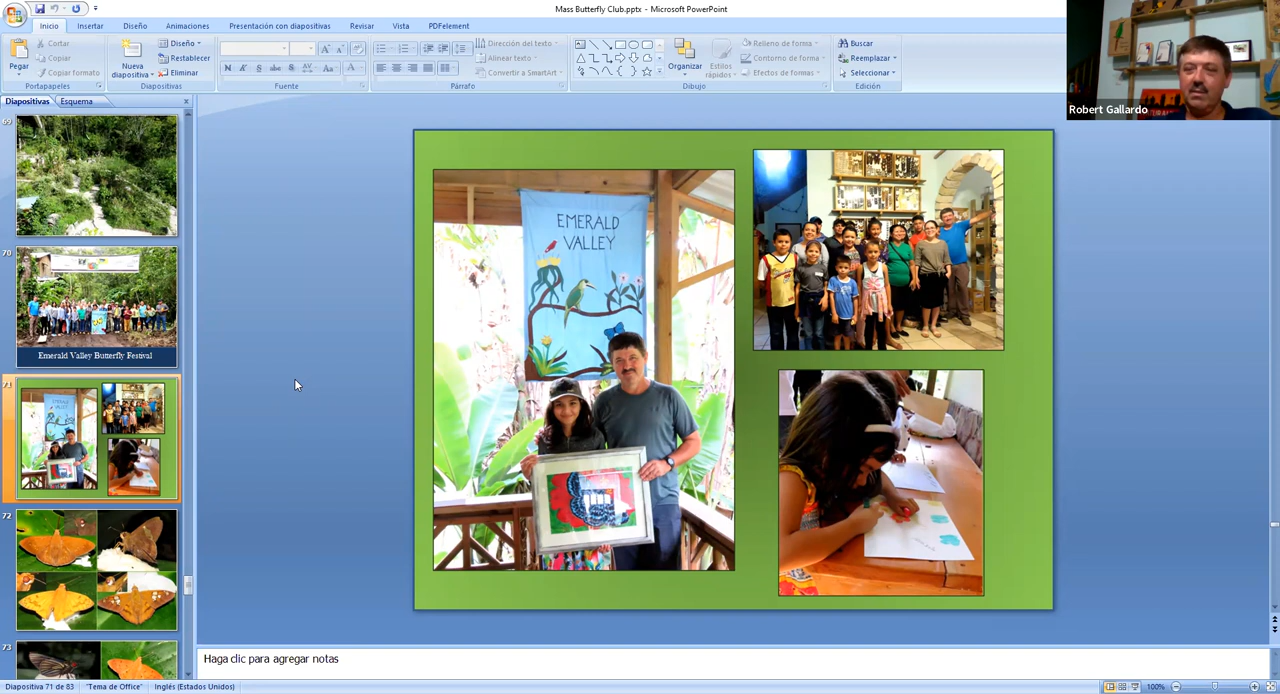 Mass Butterfly Club.pptx - Microsoft PowerPoint
Inicio
Insertar
Diseño
Animaciones
Presentación con diapositivas
Revisar
Vista
PDFelement
Pegar
Cortar
Copiar
Copiar formato
Portapapeles
Nueva
diapositiva
Diseño
Restablecer
Eliminar
Diapositivas
N
K
S
abc
S
AV
Aa
A
Fuente
Dirección del texto
Alinear texto
Convertir a SmartArt
Párrafo
Organizar
Estilos
rápidos
Relleno de forma
Contorno de forma
Efectos de formas
Dibujo
Buscar
Reemplazar
Seleccionar
Edición
Robert Gallardo
Diapositivas
Esquema
69
70
Emerald Valley Butterfly Festival
71
72
73
EMERALD
VALLEY
Haga clic para agregar notas
Diapositiva 71 de 83
"Tema de Office"
Inglés (Estados Unidos)
100%